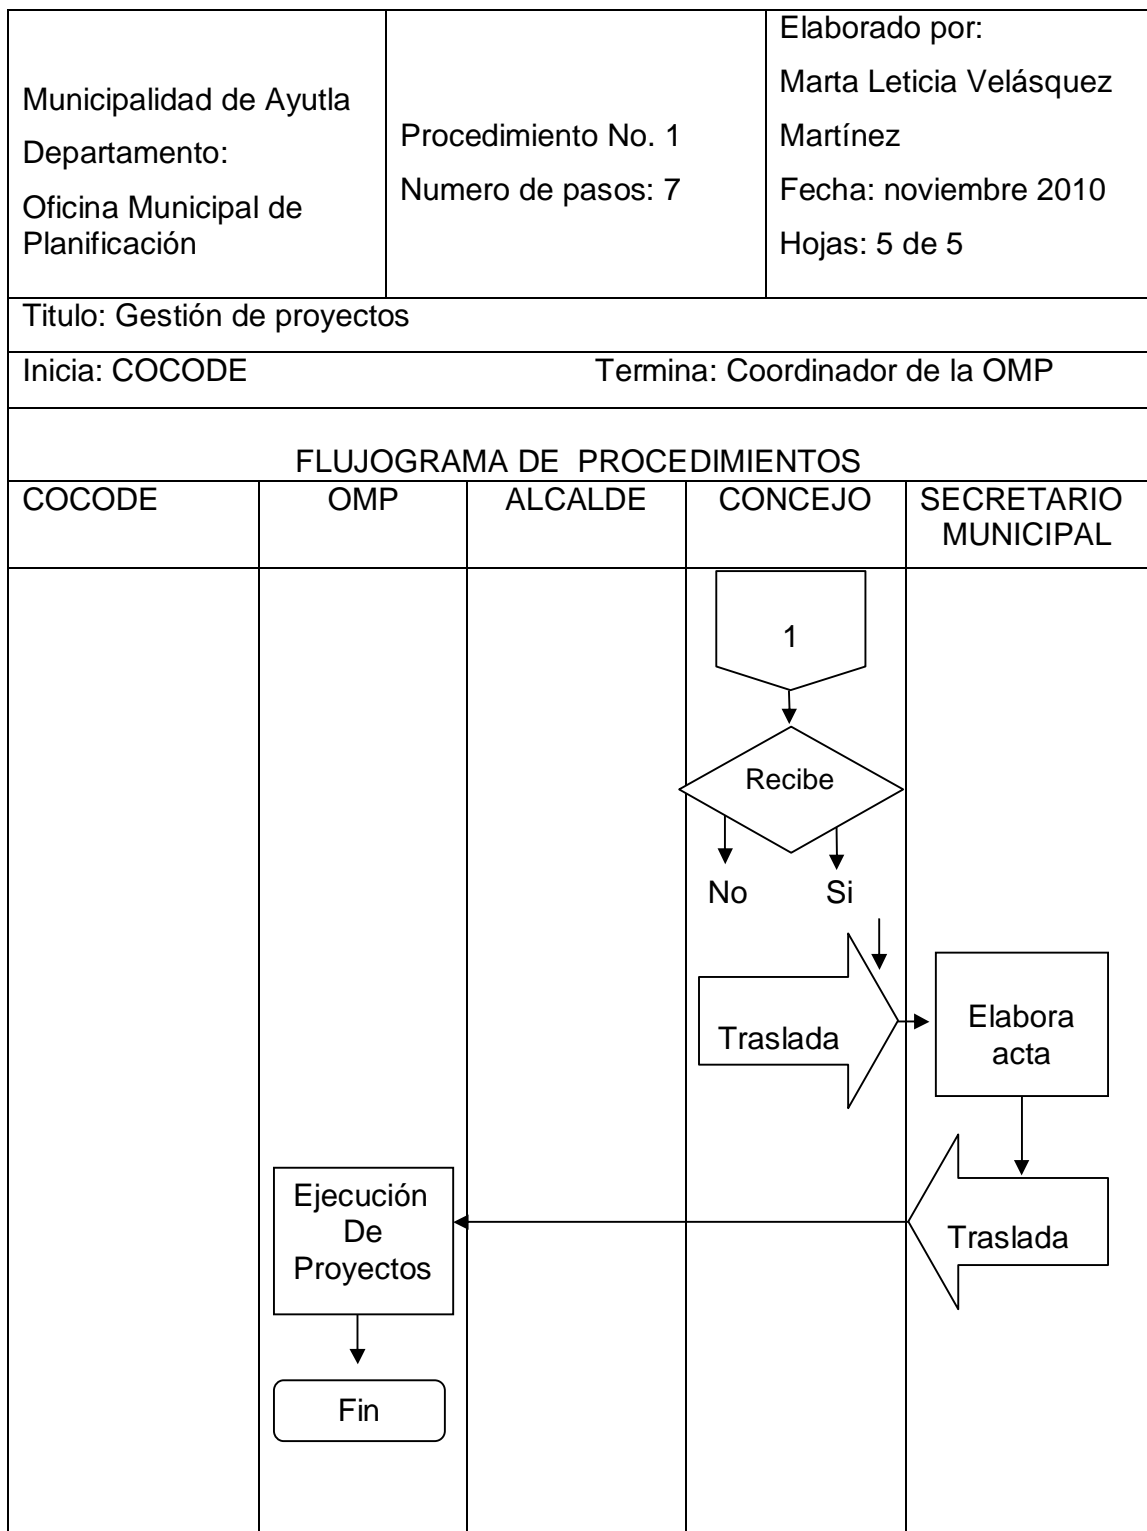 Municipalidad de Ayutla
Departamento:
Oficina Municipal de
Planificación
Procedimiento No. 1
Numero de pasos: 7
Elaborado por:
Marta Leticia Velásquez
Martínez
Fecha: noviembre 2010
Hojas: 5 de 5
Titulo: Gestión de proyectos
Inicia: COCODE Termina: Coordinador de la OMP
FLUJOGRAMA DE PROCEDIMIENTOS
COCODE
OMP
ALCALDE
CONCEJO
SECRETARIO
MUNICIPAL
1
Recibe
No
Si
Traslada
Elabora
acta
Traslada
Ejecución
De
Proyectos
Fin